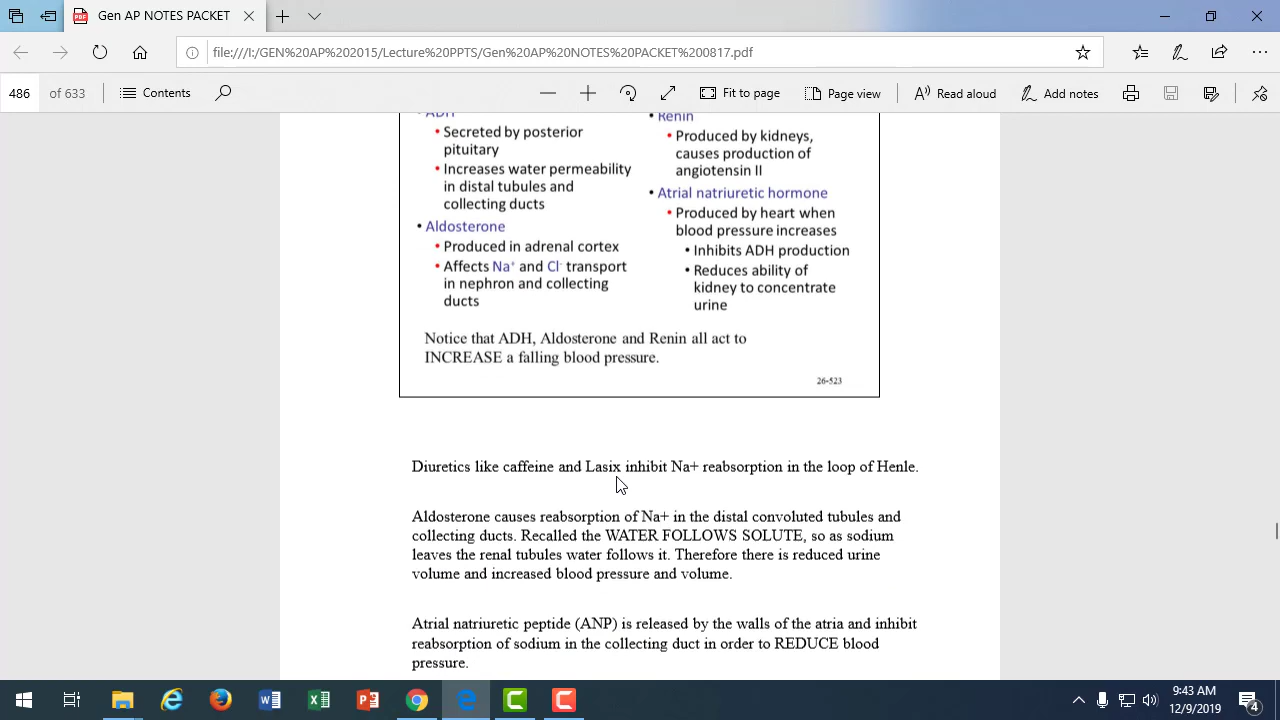 PDF Gen AP NOTES PACKET
file:///I:/GEN%20AP%202015/Lecture%20PPTS/Gen%20AP%20NOTES%20PACKET%200817.pdf
486 of 633 Contents Fit to page Page view Read aloud Add notes
ADH
• Secreted by posterior
pituitary
• Increases water permeability
in distal tubules and
collecting ducts
• Aldosterone
• Produced in adrenal cortex
• Affects Na+ and Cl- transport
in nephron and collecting
ducts
• Renin
• Produced by kidneys,
causes production of
angiotensin II
• Atrial natriuretic hormone
• Produced by heart when
blood pressure increases
• Inhibits ADH production
• Reduces ability of
kidney to concentrate
urine
Notice that ADH, Aldosterone and Renin all act to
INCREASE a falling blood pressure.
26-523
Diuretics like caffeine and Lasix inhibit Na+ reabsorption in the loop of Henle.
Aldosterone causes reabsorption of Na+ in the distal convoluted tubules and
collecting ducts. Recalled the WATER FOLLOWS SOLUTE, so as sodium
leaves the renal tubules water follows it. Therefore there is reduced urine
volume and increased blood pressure and volume.
Atrial natriuretic peptide (ANP) is released by the walls of the atria and inhibit
reabsorption of sodium in the collecting duct in order to REDUCE blood
pressure.
9:43 AM
12/9/2019
4